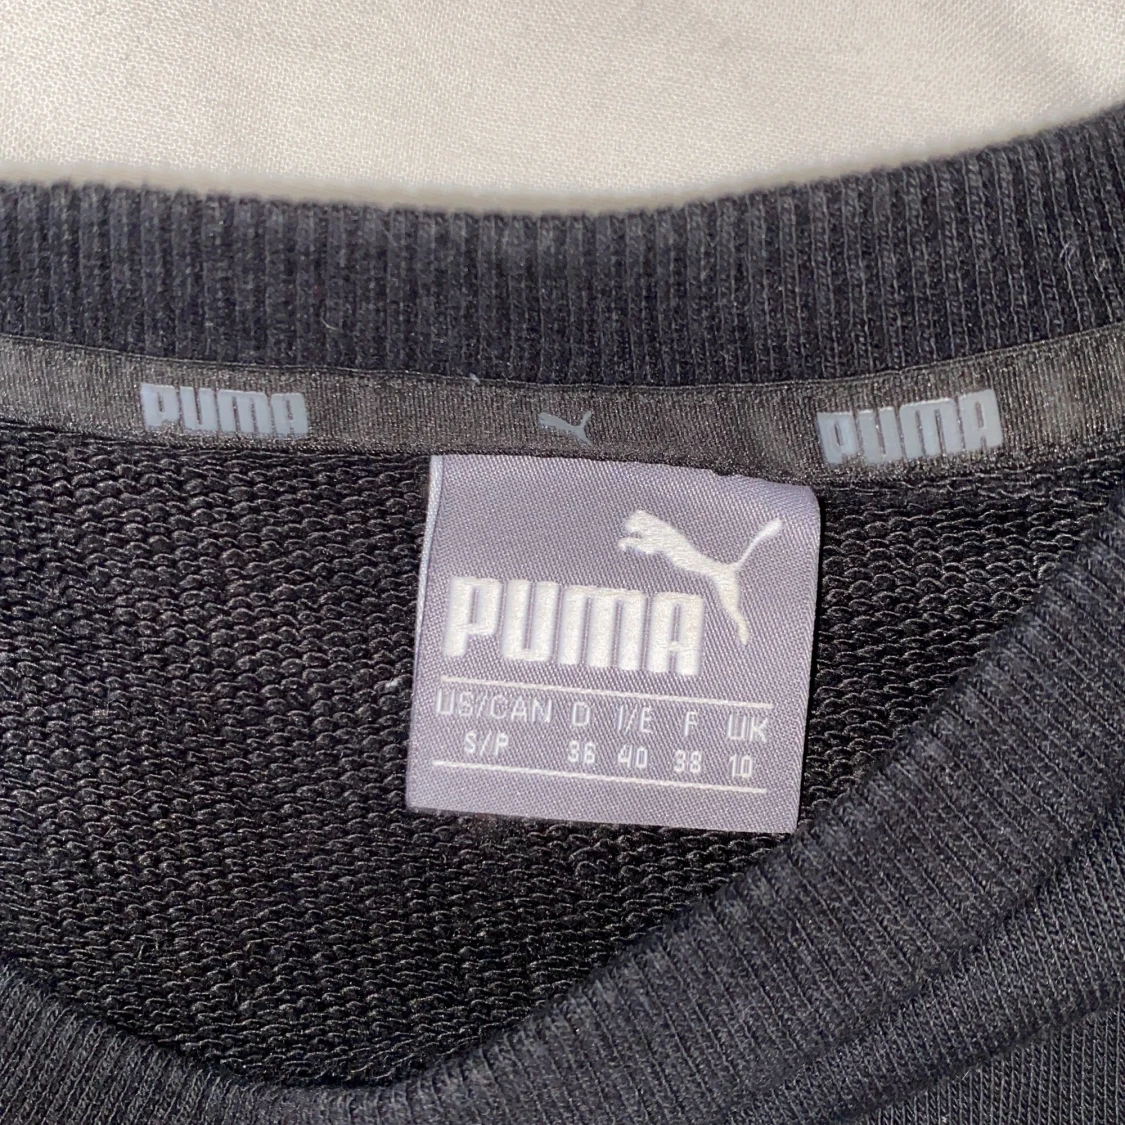 PUMA PUMA
PUMA
US/CAN D I/E F UK
S/P 36 40 38 10